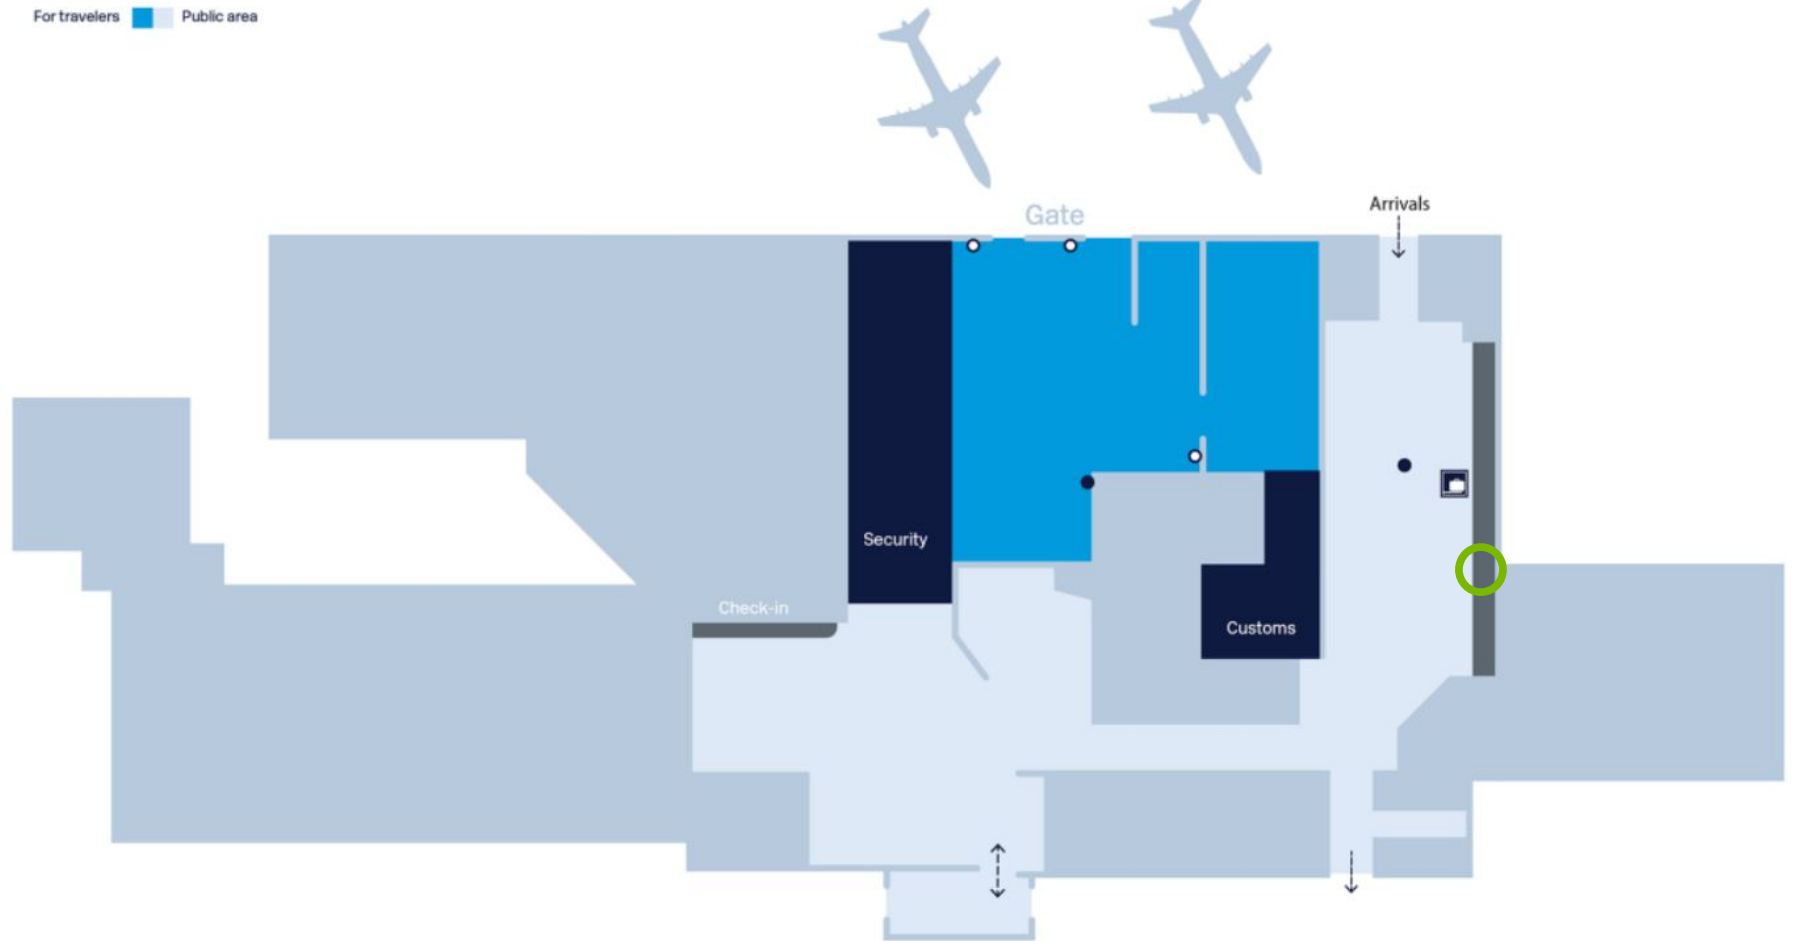 For travelers Public area
Gate
Arrivals
Security
Check-in
Customs